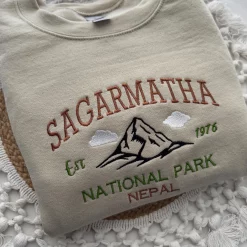 SAGARMATHA
Est 1976
NATIONAL PARK
NEPAL